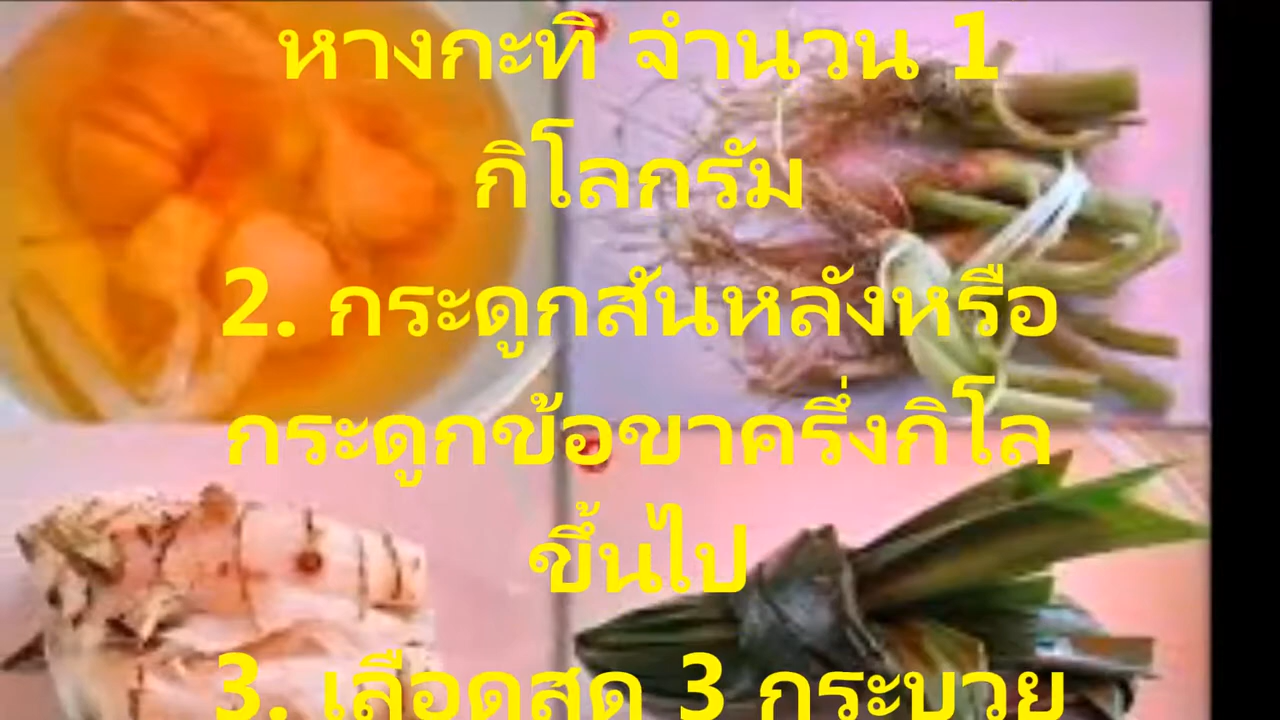 หางกะทิ จำนวน 1
กิโลกรัม
2. กระดูกสันหลังหรือ
กระดูกข้อขาครึ่งกิโล
ขึ้นไป
3. เลือดสด 3 กระบวย